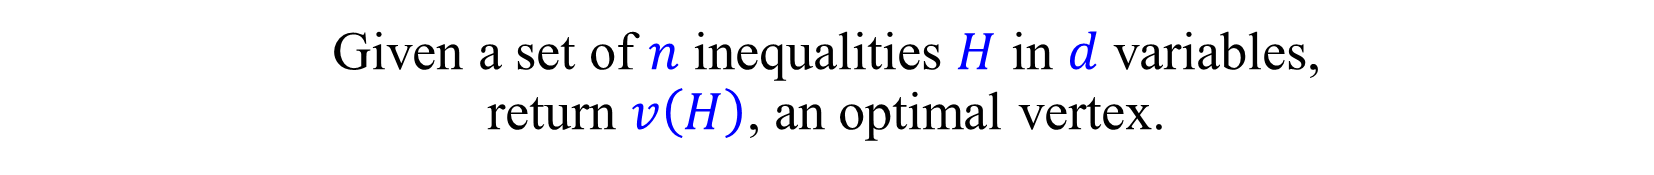 Given a set of n inequalities H in d variables,
return v(H), an optimal vertex.